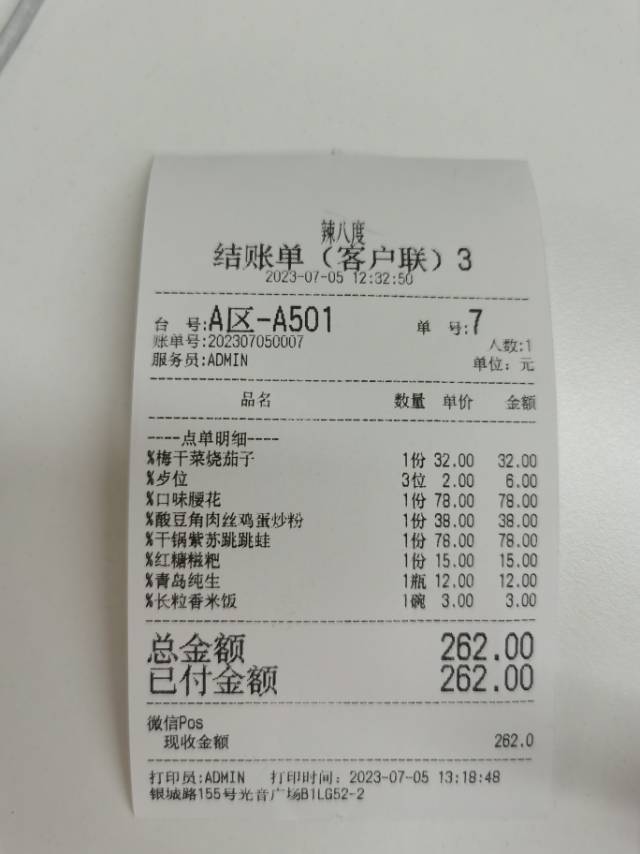 辣八度
结账单（客户联）3
2023-07-05 12:32:50
台 号:A区-A501 单 号:7
账单号:202307050007 人数:1
服务员:ADMIN 单位：元
品名 数量 单价 金额
----点单明细----
%梅干菜烧茄子 1份 32.00 32.00
%歺位 3位 2.00 6.00
%口味腰花 1份 78.00 78.00
%酸豆角肉丝鸡蛋炒粉 1份 38.00 38.00
%干锅紫苏跳跳蛙 1份 78.00 78.00
%红糖糍粑 1份 15.00 15.00
%青岛纯生 1瓶 12.00 12.00
%长粒香米饭 1碗 3.00 3.00
总金额 262.00
已付金额 262.00
微信Pos
现收金额 262.0
打印员:ADMIN 打印时间：2023-07-05 13:18:48
银城路155号光音广场B1LG52-2